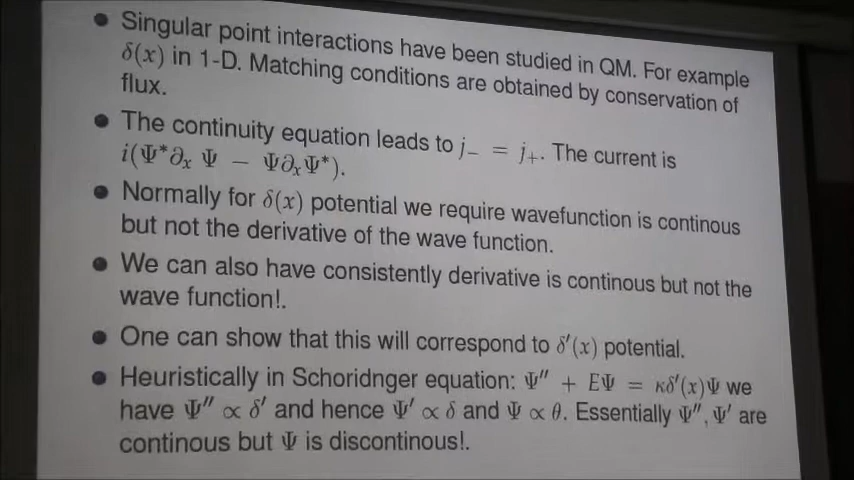 • Singular point interactions have been studied in QM. For example
δ(x) in 1-D. Matching conditions are obtained by conservation of
flux.
• The continuity equation leads to j₋ = j₊. The current is
i(Ψ*∂ₓ Ψ − Ψ∂ₓΨ*).
• Normally for δ(x) potential we require wavefunction is continous
but not the derivative of the wave function.
• We can also have consistently derivative is continous but not the
wave function!.
• One can show that this will correspond to δ′(x) potential.
• Heuristically in Schoridnger equation: Ψ″ + EΨ = κδ′(x)Ψ we
have Ψ″ ∝ δ′ and hence Ψ′ ∝ δ and Ψ ∝ θ. Essentially Ψ″, Ψ′ are
continous but Ψ is discontinous!.